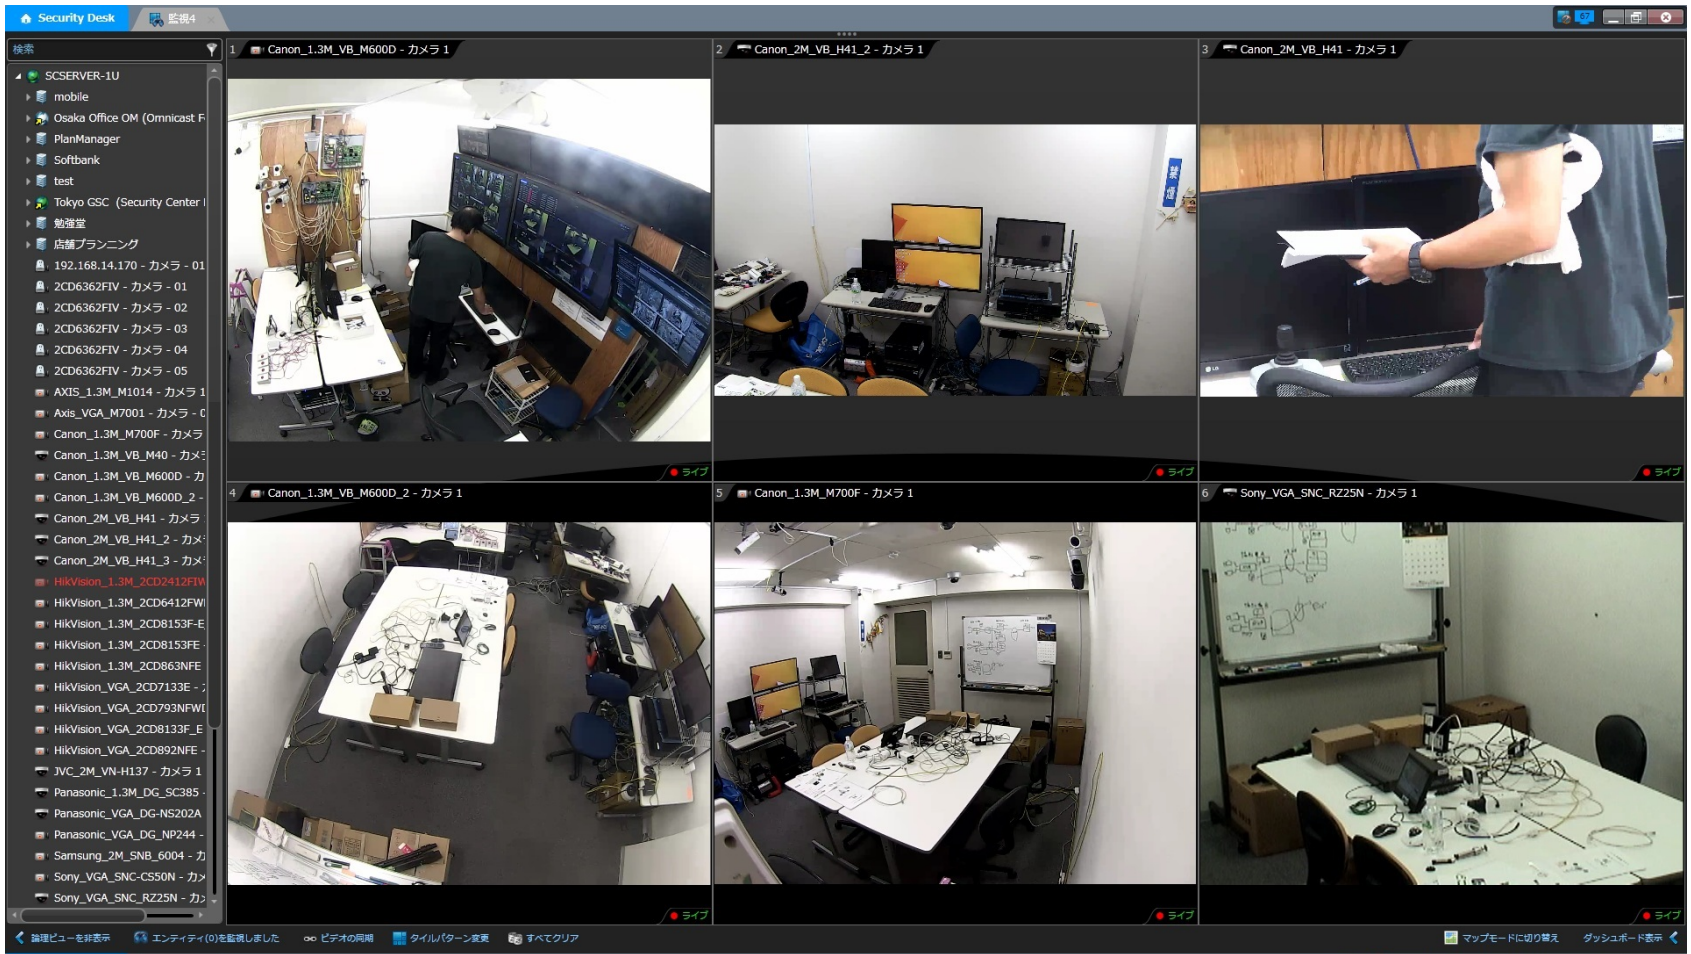 Security Desk
監視4
67
検索
SCSERVER-1U
mobile
Osaka Office OM (Omnicast F
PlanManager
Softbank
test
Tokyo GSC (Security Center
勉強堂
店舗プランニング
192.168.14.170 - カメラ - 01
2CD6362FIV - カメラ - 01
2CD6362FIV - カメラ - 02
2CD6362FIV - カメラ - 03
2CD6362FIV - カメラ - 04
2CD6362FIV - カメラ - 05
AXIS_1.3M_M1014 - カメラ 1
Axis_VGA_M7001 - カメラ - 0
Canon_1.3M_M700F - カメラ
Canon_1.3M_VB_M40 - カメラ
Canon_1.3M_VB_M600D - カ
Canon_1.3M_VB_M600D_2 -
Canon_2M_VB_H41 - カメラ
Canon_2M_VB_H41_2 - カメ
Canon_2M_VB_H41_3 - カメ
HikVision_1.3M_2CD2412FIW
HikVision_1.3M_2CD6412FWI
HikVision_1.3M_2CD8153F-E
HikVision_1.3M_2CD8153FE -
HikVision_1.3M_2CD863NFE
HikVision_VGA_2CD7133E -
HikVision_VGA_2CD793NFWD
HikVision_VGA_2CD8133F_E
HikVision_VGA_2CD892NFE -
JVC_2M_VN-H137 - カメラ 1
Panasonic_1.3M_DG_SC385 -
Panasonic_VGA_DG-NS202A
Panasonic_VGA_DG_NP244 -
Samsung_2M_SNB_6004 - カ
Sony_VGA_SNC-CS50N - カメ
Sony_VGA_SNC_RZ25N - カメ
1 Canon_1.3M_VB_M600D - カメラ 1
ライブ
2 Canon_2M_VB_H41_2 - カメラ 1
禁煙
ライブ
3 Canon_2M_VB_H41 - カメラ 1
LG
ライブ
4 Canon_1.3M_VB_M600D_2 - カメラ 1
ライブ
5 Canon_1.3M_M700F - カメラ 1
ライブ
6 Sony_VGA_SNC_RZ25N - カメラ 1
ライブ
論理ビューを非表示
エンティティ(0)を監視しました
ビデオの同期
タイルパターン変更
すべてクリア
マップモードに切り替え
ダッシュボード表示